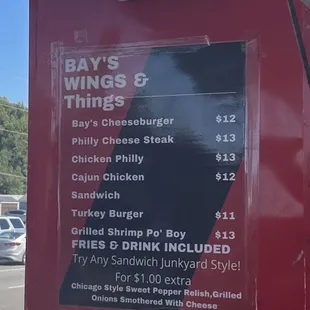 BAY'S
WINGS &
Things
Bay's Cheeseburger $12
Philly Cheese Steak $13
Chicken Philly $13
Cajun Chicken $12
Sandwich
Turkey Burger $11
Grilled Shrimp Po' Boy $13
FRIES & DRINK INCLUDED
Try Any Sandwich Junkyard Style!
For $1.00 extra
Chicago Style Sweet Pepper Relish,Grilled
Onions Smothered With Cheese